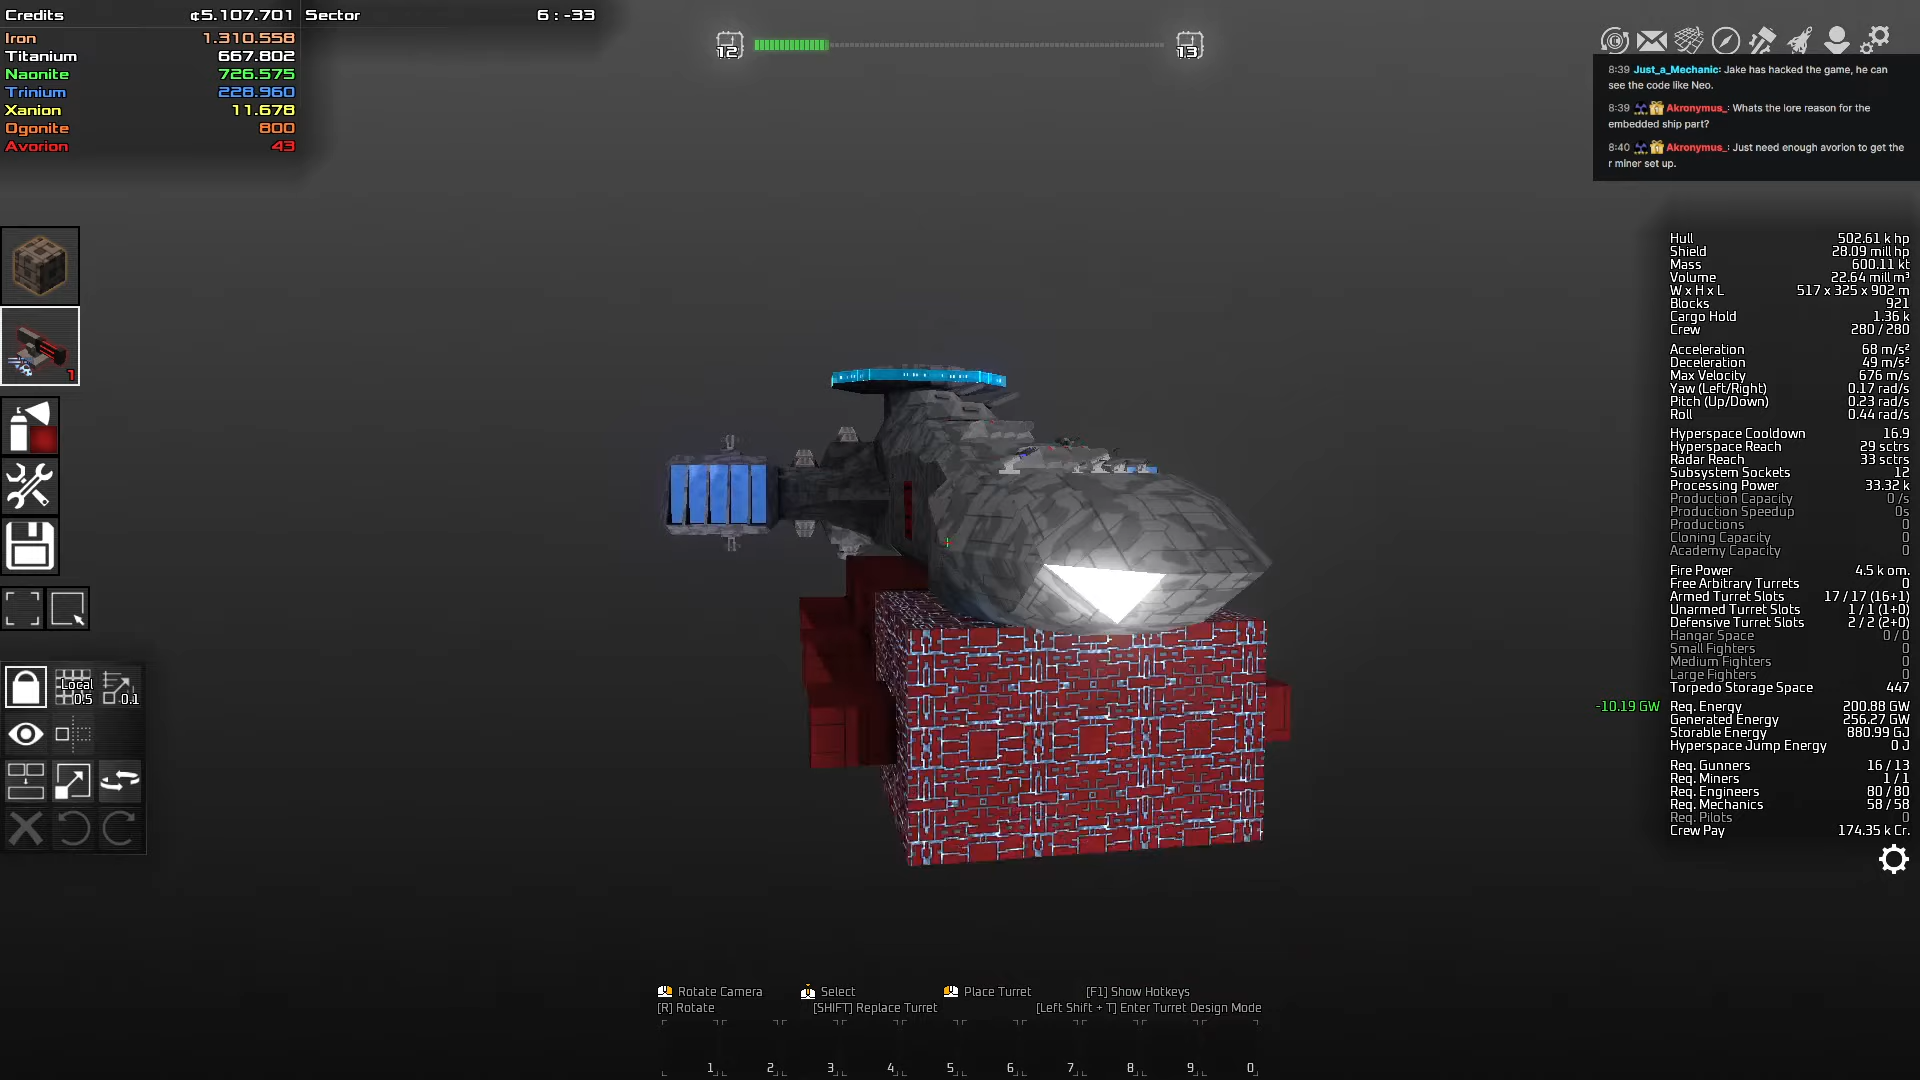 Credits ¢5.107.701 Sector 6 : -33
Iron 1.310.558
Titanium 667.802
Naonite 726.575
Trinium 228.960
Xanion 11.678
Ogonite 800
Avorion 43
12 13
8:39 Just_a_Mechanic: Jake has hacked the game, he can
see the code like Neo.
8:39 Akronymus_: Whats the lore reason for the
embedded ship part?
8:40 Akronymus_: Just need enough avorion to get the
r miner set up.
1
Local
0.5 0.1
Hull 502.61 k hp
Shield 28.09 mill hp
Mass 600.11 kt
Volume 22.64 mill m³
W x H x L 517 x 325 x 902 m
Blocks 921
Cargo Hold 1.36 k
Crew 280 / 280
Acceleration 68 m/s²
Deceleration 49 m/s²
Max Velocity 676 m/s
Yaw (Left/Right) 0.17 rad/s
Pitch (Up/Down) 0.23 rad/s
Roll 0.44 rad/s
Hyperspace Cooldown 16.9
Hyperspace Reach 29 sctrs
Radar Reach 33 sctrs
Subsystem Sockets 12
Processing Power 33.32 k
Production Capacity 0 /s
Production Speedup 0s
Productions 0
Cloning Capacity 0
Academy Capacity 0
Fire Power 4.5 k om.
Free Arbitrary Turrets 0
Armed Turret Slots 17 / 17 (16+1)
Unarmed Turret Slots 1 / 1 (1+0)
Defensive Turret Slots 2 / 2 (2+0)
Hangar Space 0 / 0
Small Fighters 0
Medium Fighters 0
Large Fighters 0
Torpedo Storage Space 447
-10.19 GW Req. Energy 200.88 GW
Generated Energy 256.27 GW
Storable Energy 880.99 GJ
Hyperspace Jump Energy 0 J
Req. Gunners 16 / 13
Req. Miners 1 / 1
Req. Engineers 80 / 80
Req. Mechanics 58 / 58
Req. Pilots 0
Crew Pay 174.35 k Cr.
Rotate Camera Select Place Turret [F1] Show Hotkeys
[R] Rotate [SHIFT] Replace Turret [Left Shift + T] Enter Turret Design Mode
1 2 3 4 5 6 7 8 9 0